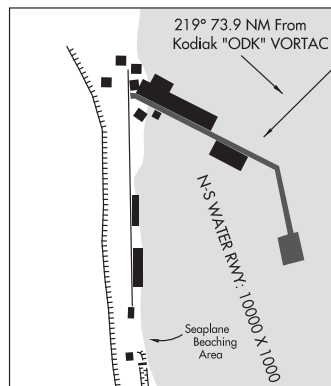 219° 73.9 NM From
Kodiak "ODK" VORTAC
N-S WATER RWY: 10000 X 1000
Seaplane
Beaching
Area